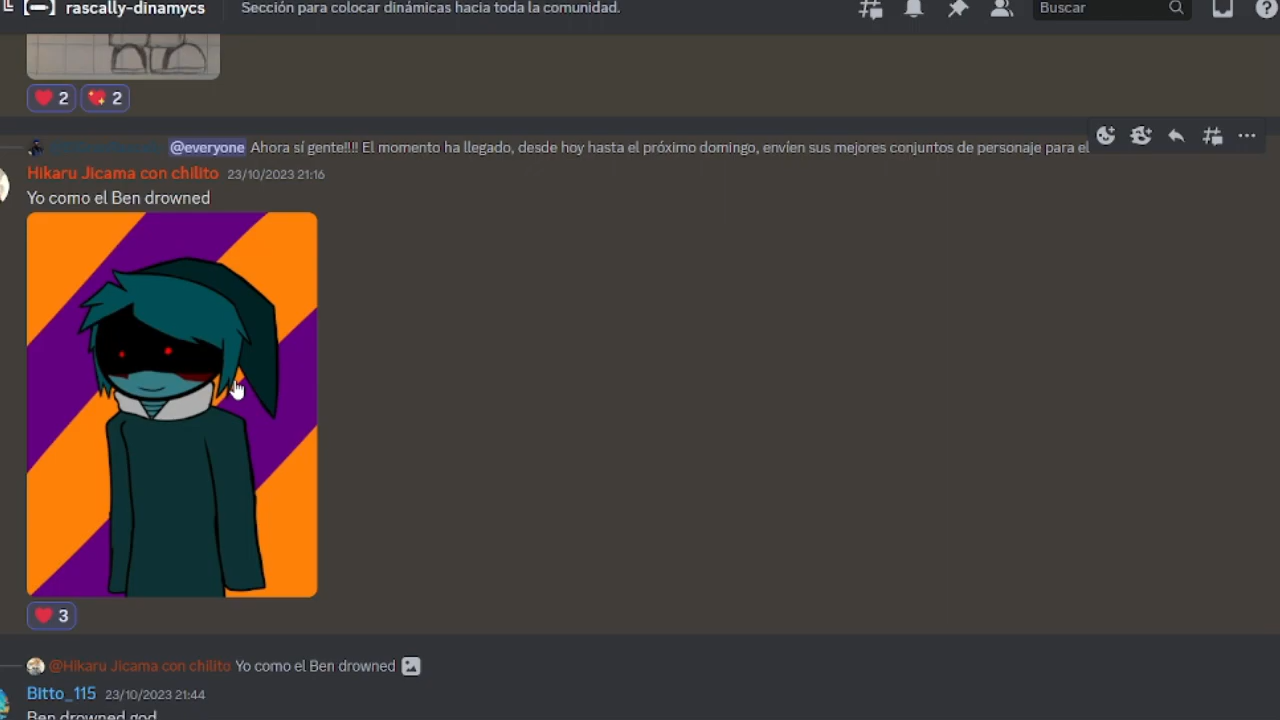 rascally-dinamycs
Sección para colocar dinámicas hacia toda la comunidad.
Buscar
2
2
@everyone Ahora sí gente!!!! El momento ha llegado, desde hoy hasta el próximo domingo, envíen sus mejores conjuntos de personaje para el
Hikaru Jicama con chilito 23/10/2023 21:16
Yo como el Ben drowned
3
@Hikaru Jicama con chilito Yo como el Ben drowned
Bitto_115 23/10/2023 21:44
Ben drowned god